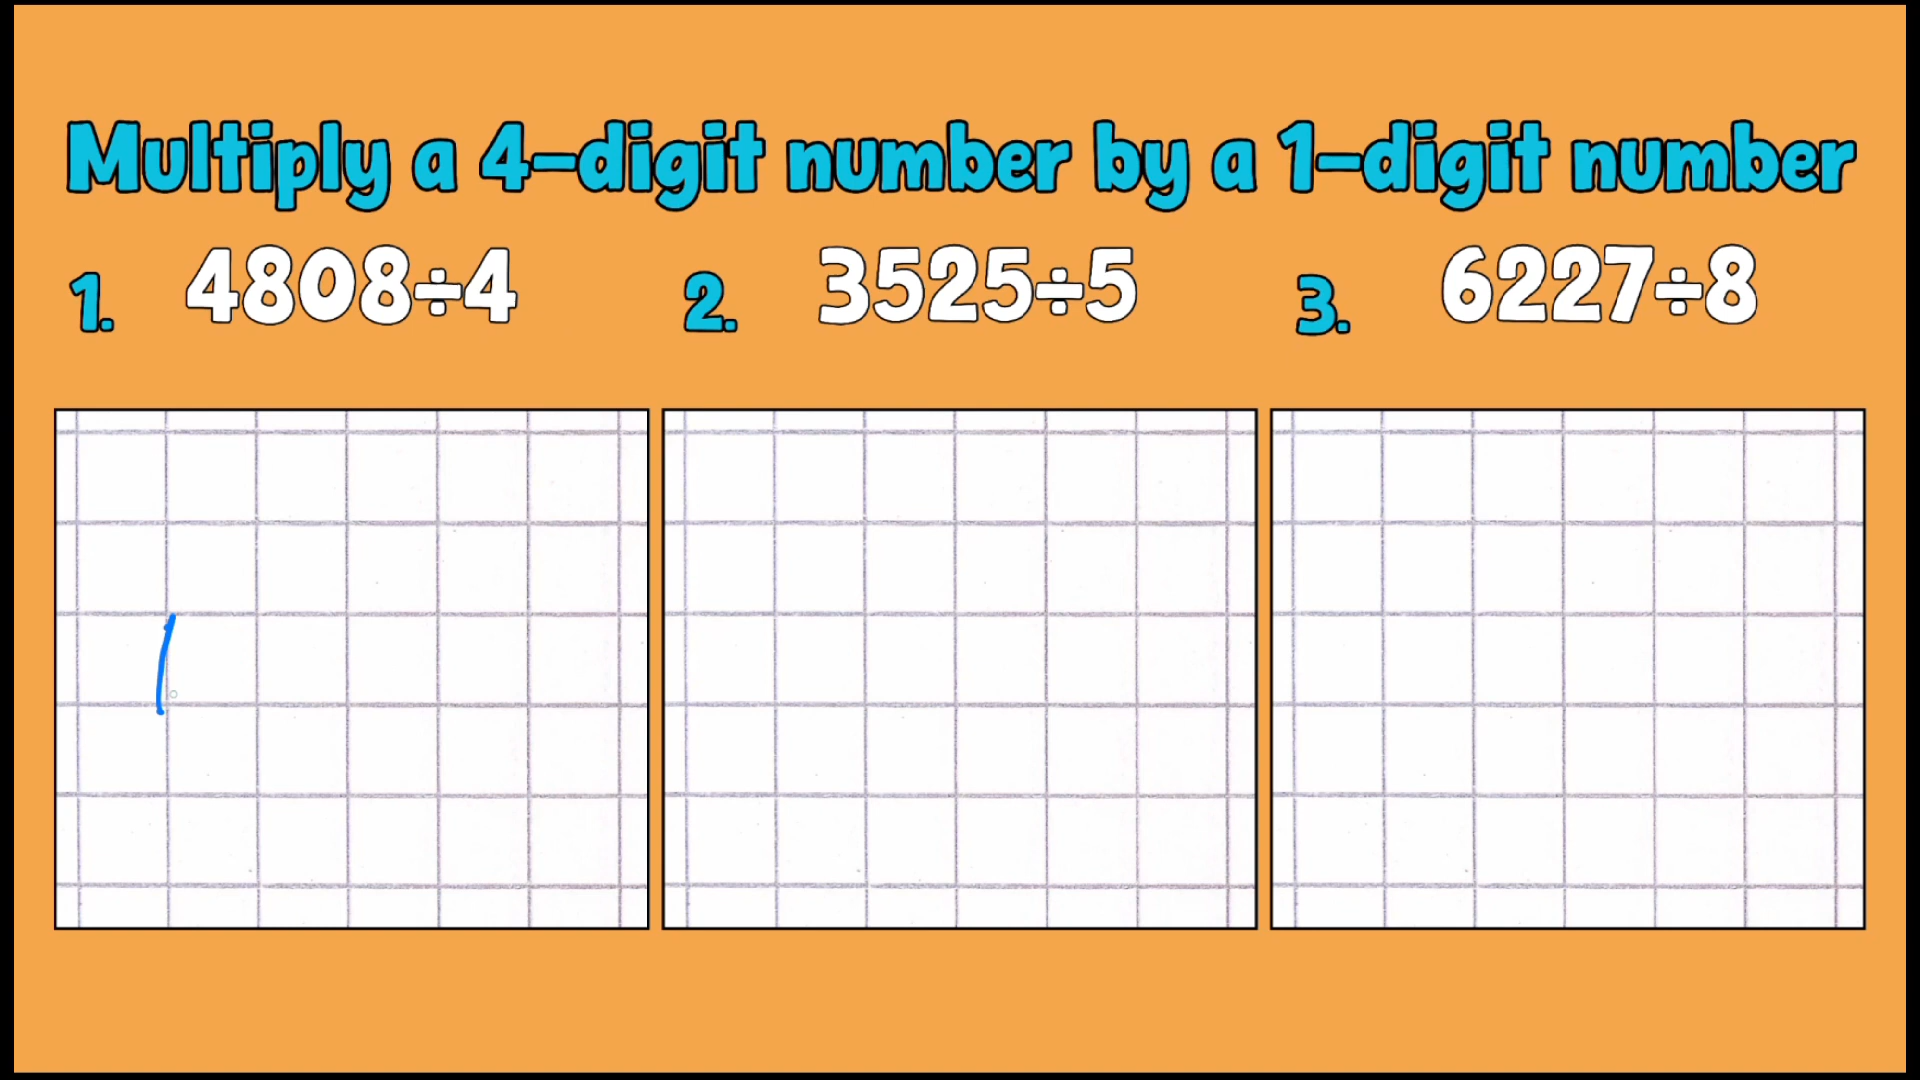 Multiply a 4-digit number by a 1-digit number
1. 4808÷4 2. 3525÷5 3. 6227÷8